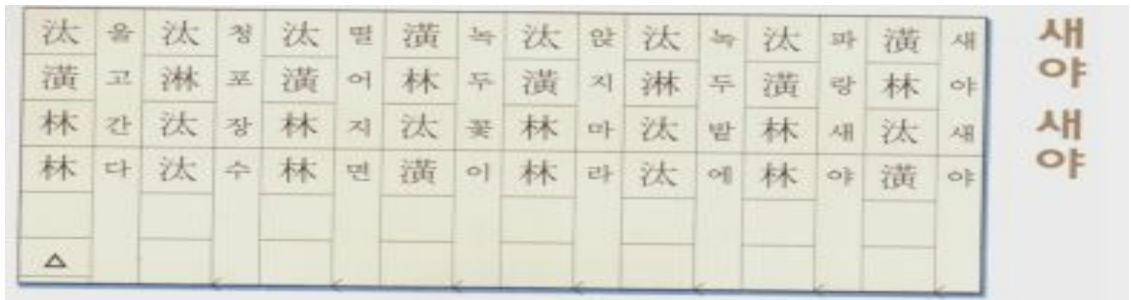 새야 새야
새야새야
潢林汰潢
파랑새야
汰潢林林
녹두밭에
汰淋汰汰
앉지마라
汰潢林林
녹두꽃이
潢林汰潢
떨어지면
汰潢林林
청포장수
汰淋汰汰
울고간다
汰潢林林△